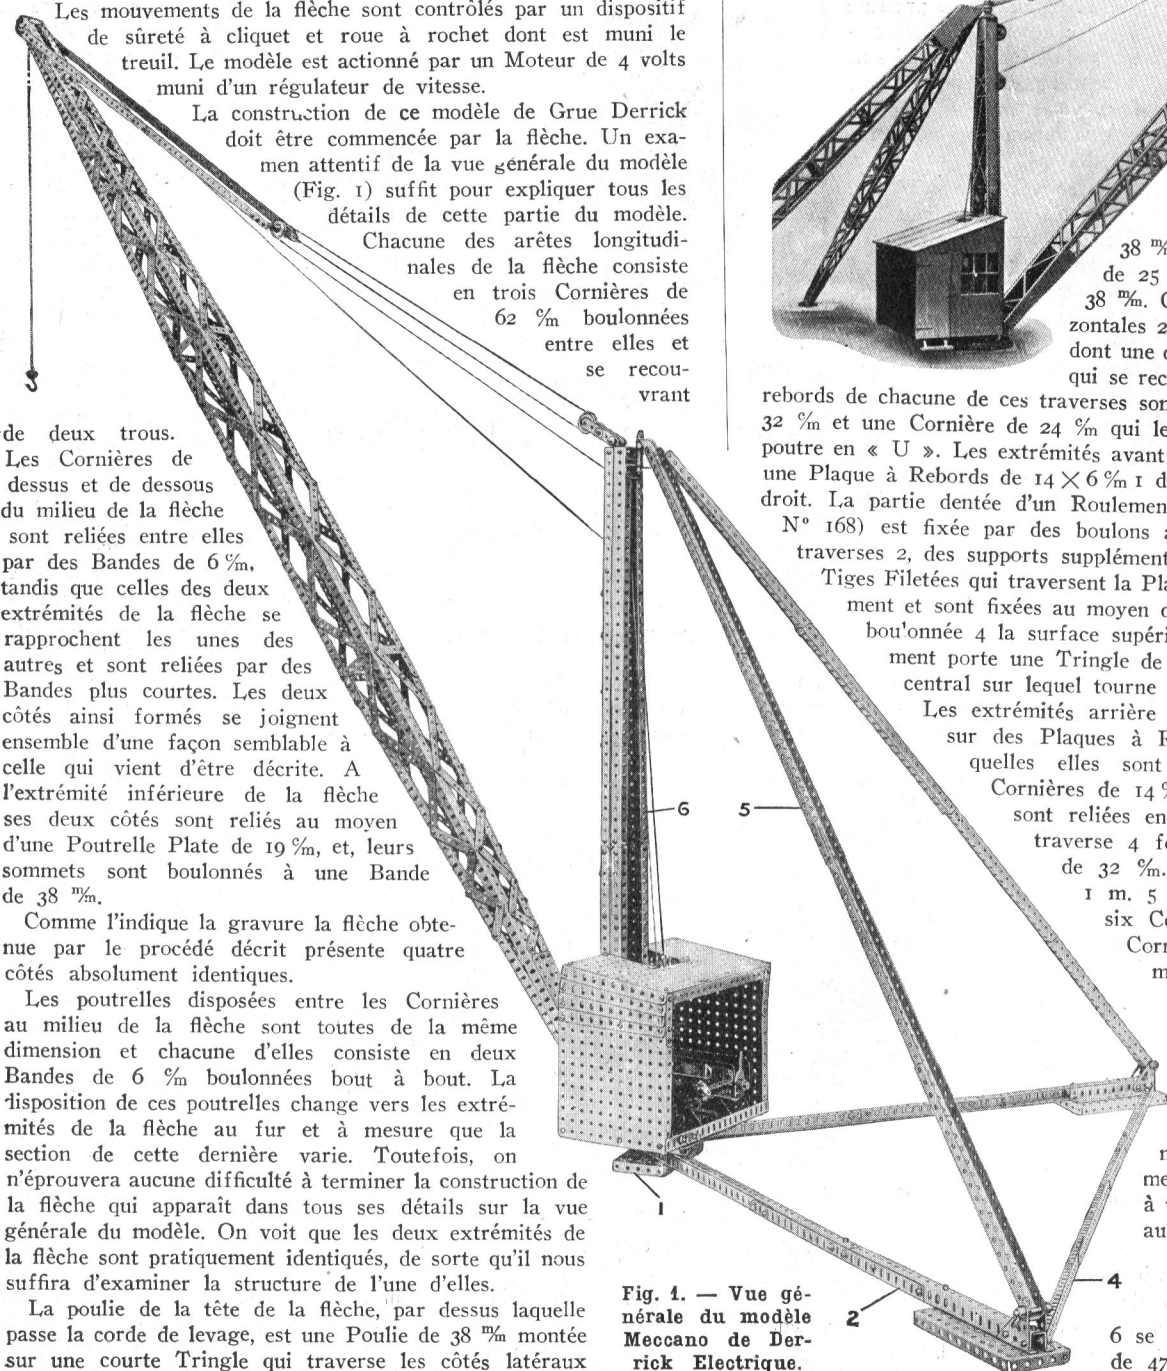 Les mouvements de la flèche sont contrôlés par un dispositif
de sûreté à cliquet et roue à rochet dont est muni le
treuil. Le modèle est actionné par un Moteur de 4 volts
muni d'un régulateur de vitesse.
La construction de ce modèle de Grue Derrick
doit être commencée par la flèche. Un exa-
men attentif de la vue générale du modèle
(Fig. 1) suffit pour expliquer tous les
détails de cette partie du modèle.
Chacune des arêtes longitudi-
nales de la flèche consiste
en trois Cornières de
62 c/m boulonnées
entre elles et
se recou-
vrant
de deux trous.
Les Cornières de
dessus et de dessous
du milieu de la flèche
sont reliées entre elles
par des Bandes de 6 c/m,
tandis que celles des deux
extrémités de la flèche se
rapprochent les unes des
autres et sont reliées par des
Bandes plus courtes. Les deux
côtés ainsi formés se joignent
ensemble d'une façon semblable à
celle qui vient d'être décrite. A
l'extrémité inférieure de la flèche
ses deux côtés sont reliés au moyen
d'une Poutrelle Plate de 19 c/m, et, leurs
sommets sont boulonnés à une Bande
de 38 m/m.
Comme l'indique la gravure la flèche obte-
nue par le procédé décrit présente quatre
côtés absolument identiques.
Les poutrelles disposées entre les Cornières
au milieu de la flèche sont toutes de la même
dimension et chacune d'elles consiste en deux
Bandes de 6 c/m boulonnées bout à bout. La
disposition de ces poutrelles change vers les extré-
mités de la flèche au fur et à mesure que la
section de cette dernière varie. Toutefois, on
n'éprouvera aucune difficulté à terminer la construction de
la flèche qui apparaît dans tous ses détails sur la vue
générale du modèle. On voit que les deux extrémités de
la flèche sont pratiquement identiqués, de sorte qu'il nous
suffira d'examiner la structure de l'une d'elles.
La poulie de la tête de la flèche, par dessus laquelle
passe la corde de levage, est une Poulie de 38 m/m montée
sur une courte Tringle qui traverse les côtés latéraux
6
5
1
2
4
Fig. 1. — Vue gé-
nérale du modèle
Meccano de Der-
rick Electrique.
38 m/m
de 25
38 m/m.
zontales 2
dont une
qui se rec
rebords de chacune de ces traverses son
32 c/m et une Cornière de 24 c/m qui le
poutre en « U ». Les extrémités avant
une Plaque à Rebords de 14 × 6 c/m 1 d
droit. La partie dentée d'un Roulemen
N° 168) est fixée par des boulons a
traverses 2, des supports supplément
Tiges Filetées qui traversent la Pla
ment et sont fixées au moyen d
boulonnée 4 la surface supéri
ment porte une Tringle de
central sur lequel tourne
Les extrémités arrière
sur des Plaques à R
quelles elles sont
Cornières de 14 c
sont reliées en
traverse 4 fo
de 32 c/m.
1 m. 5
six Co
Corn
m
n
me
à
au
6 se
de 47